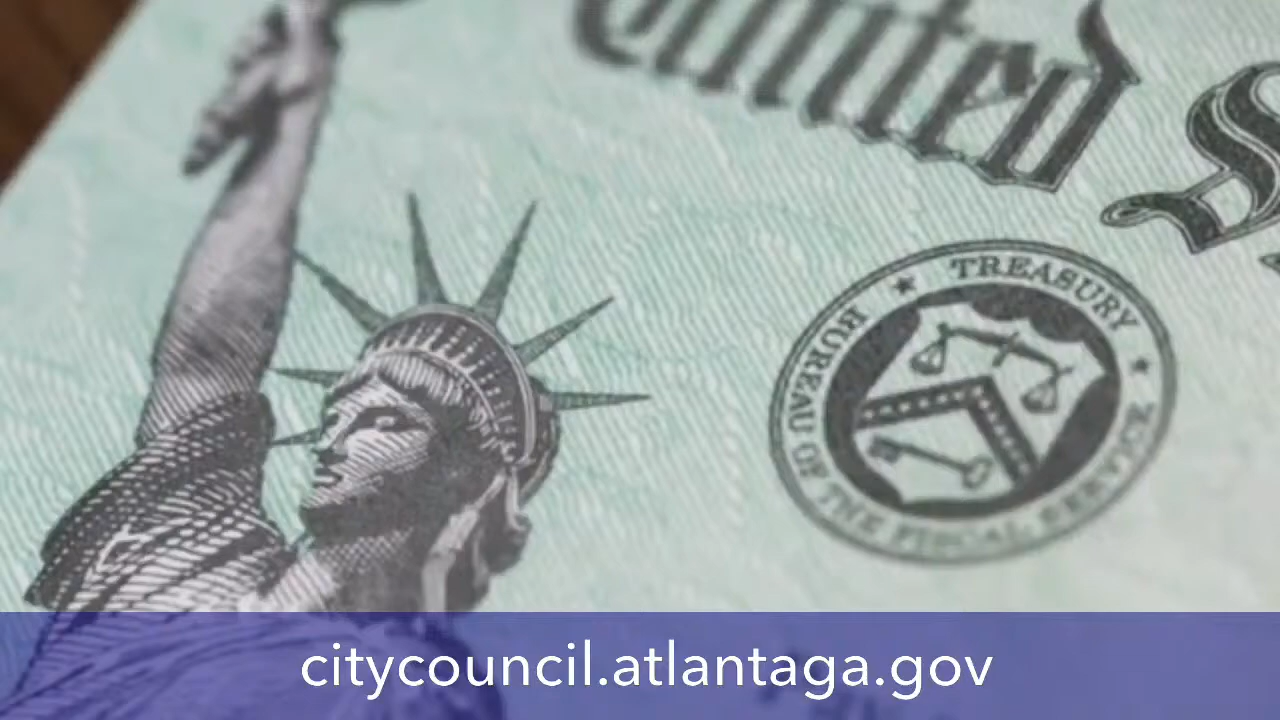 United S
TREASURY
BUREAU OF THE FISCAL SERVICE
citycouncil.atlantaga.gov